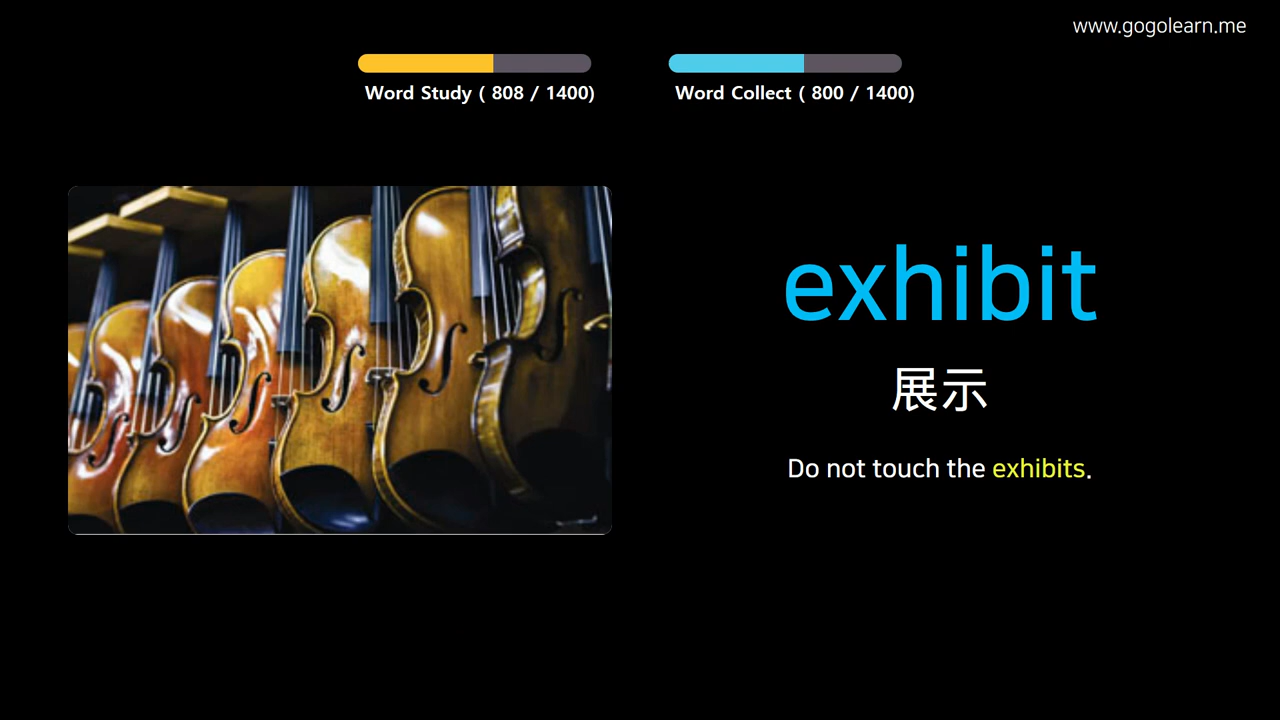 www.gogolearn.me
Word Study ( 808 / 1400)
Word Collect ( 800 / 1400)
exhibit
展示
Do not touch the exhibits.